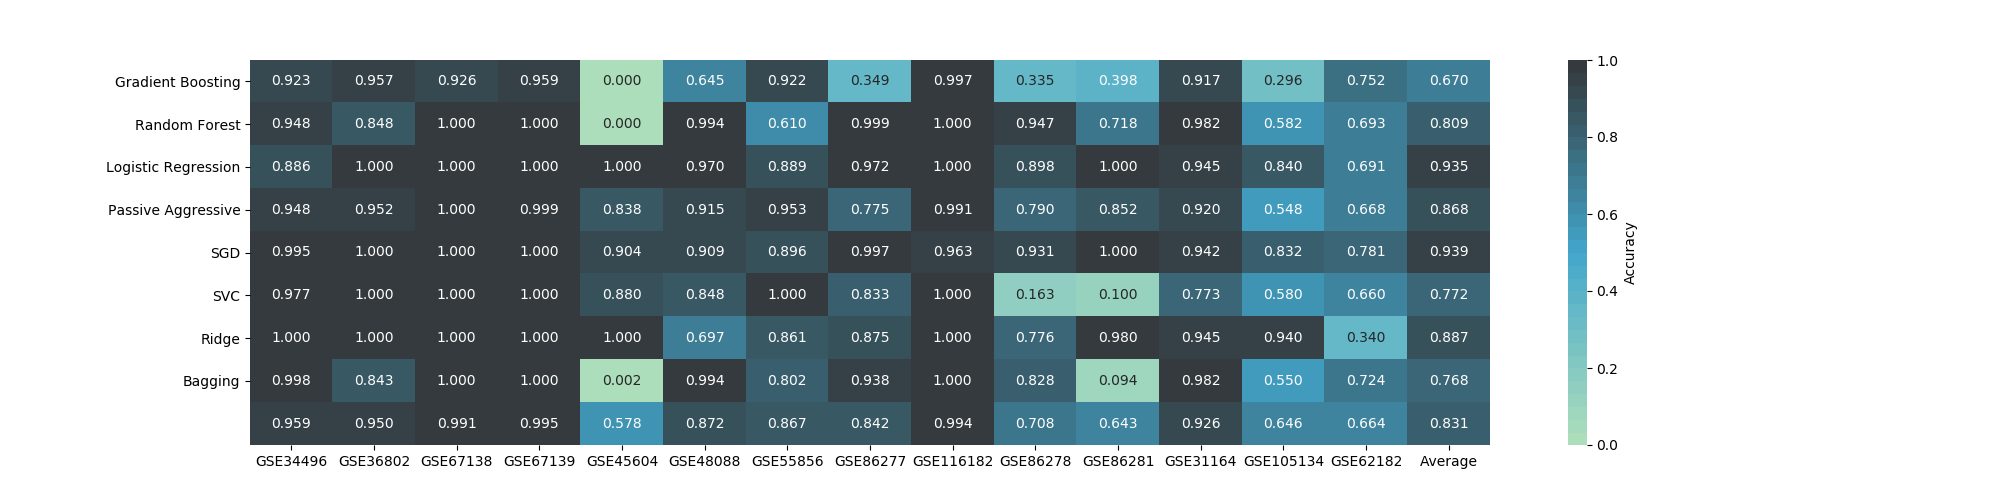 Gradient Boosting 0.923 0.957 0.926 0.959 0.000 0.645 0.922 0.349 0.997 0.335 0.398 0.917 0.296 0.752 0.670
Random Forest 0.948 0.848 1.000 1.000 0.000 0.994 0.610 0.999 1.000 0.947 0.718 0.982 0.582 0.693 0.809
Logistic Regression 0.886 1.000 1.000 1.000 1.000 0.970 0.889 0.972 1.000 0.898 1.000 0.945 0.840 0.691 0.935
Passive Aggressive 0.948 0.952 1.000 0.999 0.838 0.915 0.953 0.775 0.991 0.790 0.852 0.920 0.548 0.668 0.868
SGD 0.995 1.000 1.000 1.000 0.904 0.909 0.896 0.997 0.963 0.931 1.000 0.942 0.832 0.781 0.939
SVC 0.977 1.000 1.000 1.000 0.880 0.848 1.000 0.833 1.000 0.163 0.100 0.773 0.580 0.660 0.772
Ridge 1.000 1.000 1.000 1.000 1.000 0.697 0.861 0.875 1.000 0.776 0.980 0.945 0.940 0.340 0.887
Bagging 0.998 0.843 1.000 1.000 0.002 0.994 0.802 0.938 1.000 0.828 0.094 0.982 0.550 0.724 0.768
0.959 0.950 0.991 0.995 0.578 0.872 0.867 0.842 0.994 0.708 0.643 0.926 0.646 0.664 0.831
GSE34496 GSE36802 GSE67138 GSE67139 GSE45604 GSE48088 GSE55856 GSE86277 GSE116182 GSE86278 GSE86281 GSE31164 GSE105134 GSE62182 Average
1.0
0.8
0.6
0.4
0.2
0.0
Accuracy